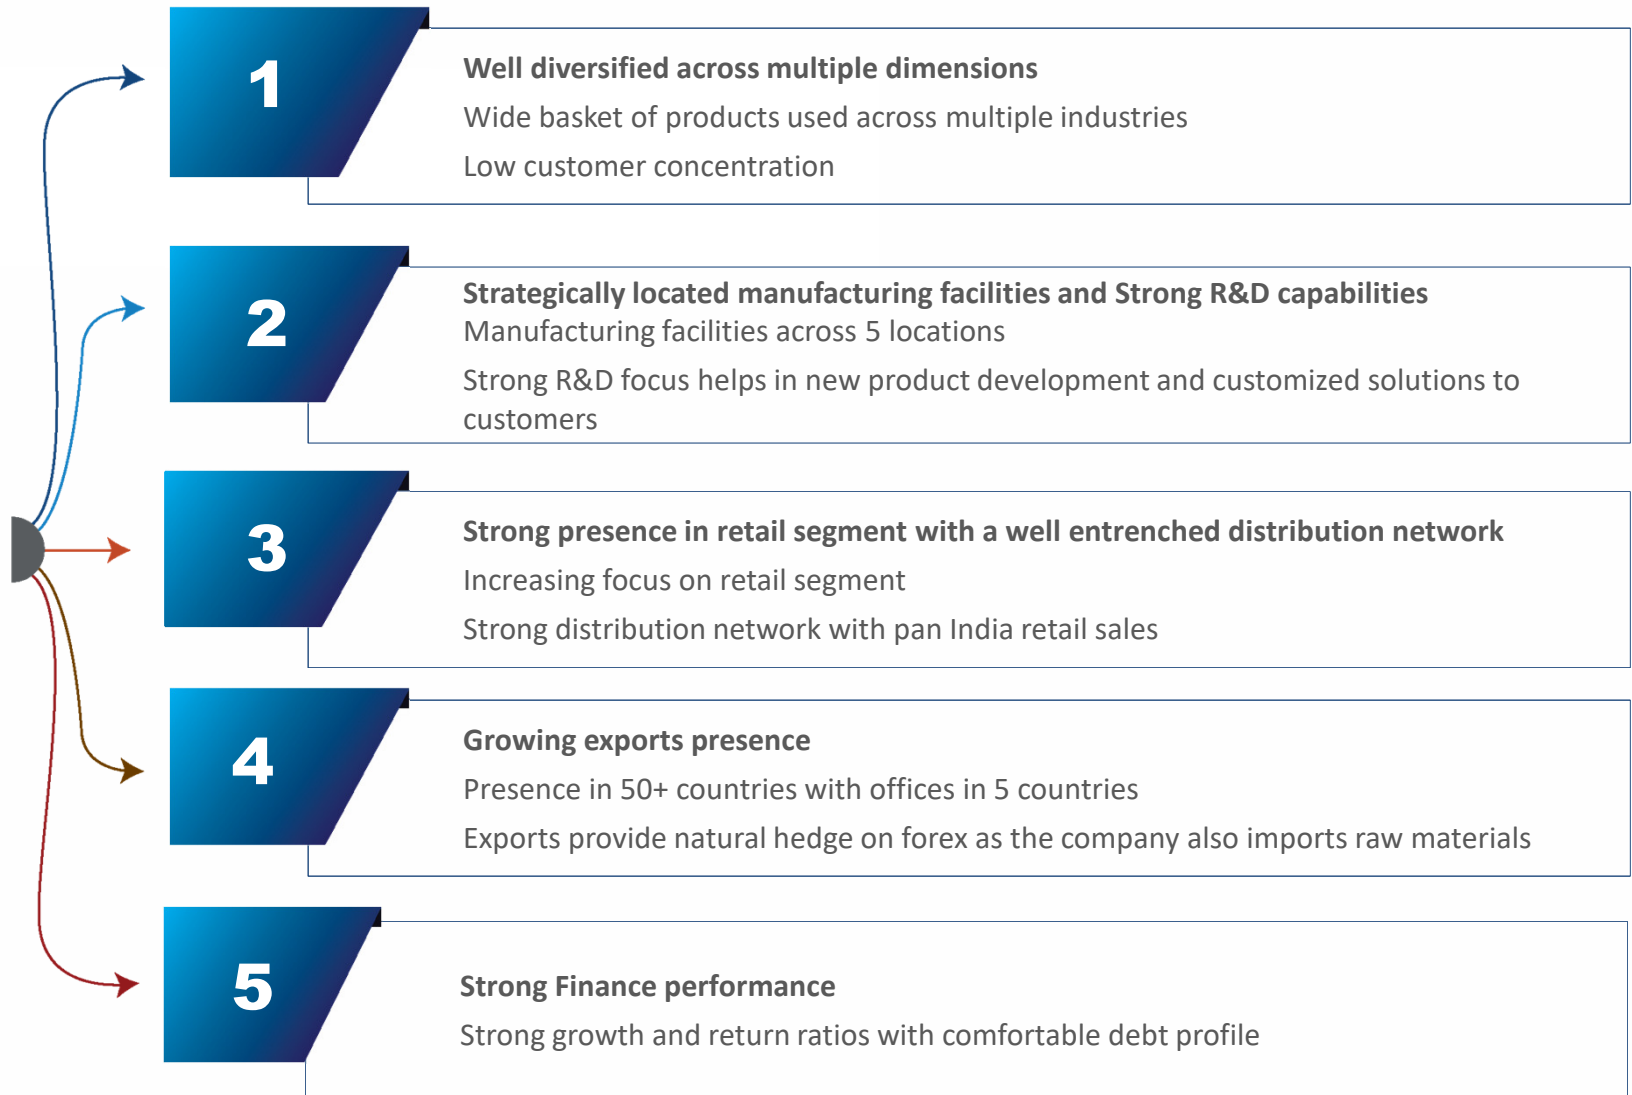 1
Well diversified across multiple dimensions
Wide basket of products used across multiple industries
Low customer concentration
2
Strategically located manufacturing facilities and Strong R&D capabilities
Manufacturing facilities across 5 locations
Strong R&D focus helps in new product development and customized solutions to
customers
3
Strong presence in retail segment with a well entrenched distribution network
Increasing focus on retail segment
Strong distribution network with pan India retail sales
4
Growing exports presence
Presence in 50+ countries with offices in 5 countries
Exports provide natural hedge on forex as the company also imports raw materials
5
Strong Finance performance
Strong growth and return ratios with comfortable debt profile